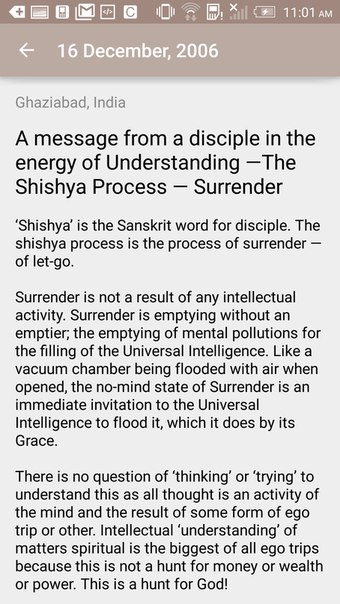 11:01 AM
16 December, 2006
Ghaziabad, India
A message from a disciple in the
energy of Understanding —The
Shishya Process — Surrender
‘Shishya’ is the Sanskrit word for disciple. The
shishya process is the process of surrender —
of let-go.
Surrender is not a result of any intellectual
activity. Surrender is emptying without an
emptier; the emptying of mental pollutions for
the filling of the Universal Intelligence. Like a
vacuum chamber being flooded with air when
opened, the no-mind state of Surrender is an
immediate invitation to the Universal
Intelligence to flood it, which it does by its
Grace.
There is no question of ‘thinking’ or ‘trying’ to
understand this as all thought is an activity of
the mind and the result of some form of ego
trip or other. Intellectual ‘understanding’ of
matters spiritual is the biggest of all ego trips
because this is not a hunt for money or wealth
or power. This is a hunt for God!